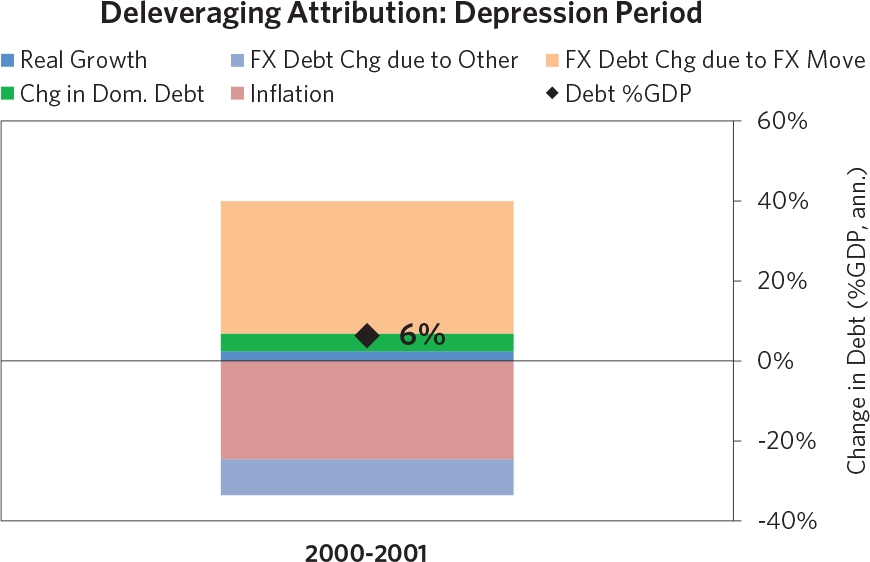 Deleveraging Attribution: Depression Period
Real Growth FX Debt Chg due to Other FX Debt Chg due to FX Move
Chg in Dom. Debt Inflation Debt %GDP
60%
40%
20%
6%
0%
-20%
-40%
Change in Debt (%GDP, ann.)
2000-2001